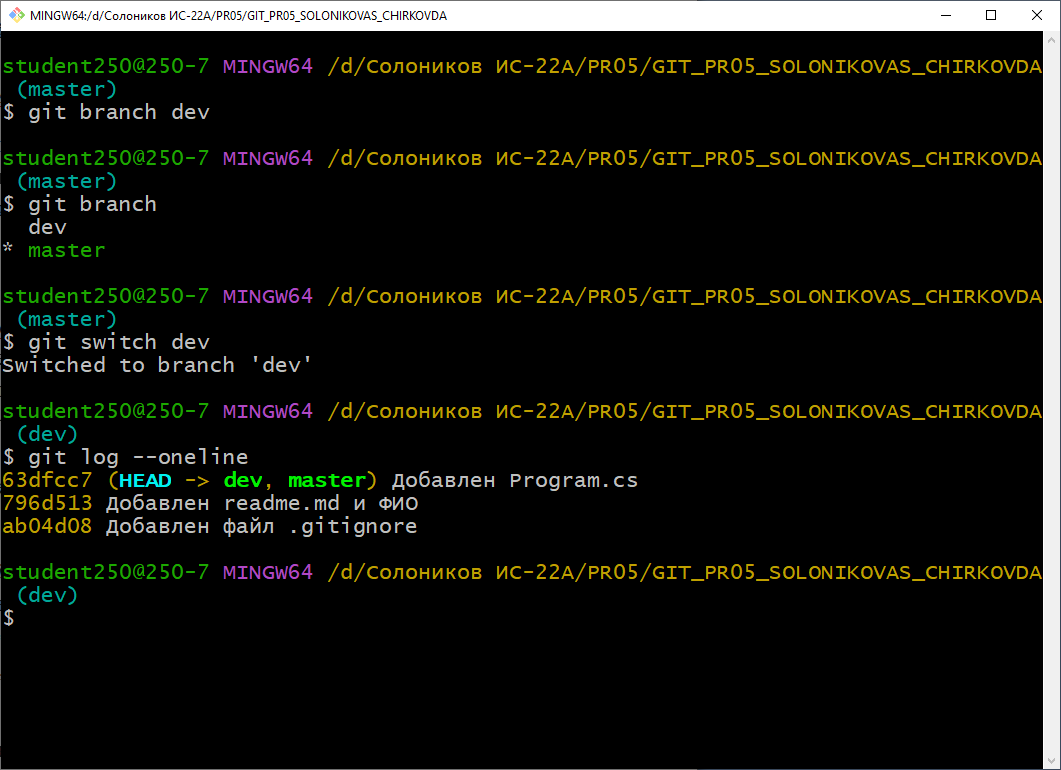 MINGW64:/d/Солоников ИС-22А/PR05/GIT_PR05_SOLONIKOVAS_CHIRKOVDA
student250@250-7 MINGW64 /d/Солоников ИС-22А/PR05/GIT_PR05_SOLONIKOVAS_CHIRKOVDA
(master)
$ git branch dev
student250@250-7 MINGW64 /d/Солоников ИС-22А/PR05/GIT_PR05_SOLONIKOVAS_CHIRKOVDA
(master)
$ git branch
dev
* master
student250@250-7 MINGW64 /d/Солоников ИС-22А/PR05/GIT_PR05_SOLONIKOVAS_CHIRKOVDA
(master)
$ git switch dev
Switched to branch 'dev'
student250@250-7 MINGW64 /d/Солоников ИС-22А/PR05/GIT_PR05_SOLONIKOVAS_CHIRKOVDA
(dev)
$ git log --oneline
63dfcc7 (HEAD -> dev, master) Добавлен Program.cs
796d513 Добавлен readme.md и ФИО
ab04d08 Добавлен файл .gitignore
student250@250-7 MINGW64 /d/Солоников ИС-22А/PR05/GIT_PR05_SOLONIKOVAS_CHIRKOVDA
(dev)
$